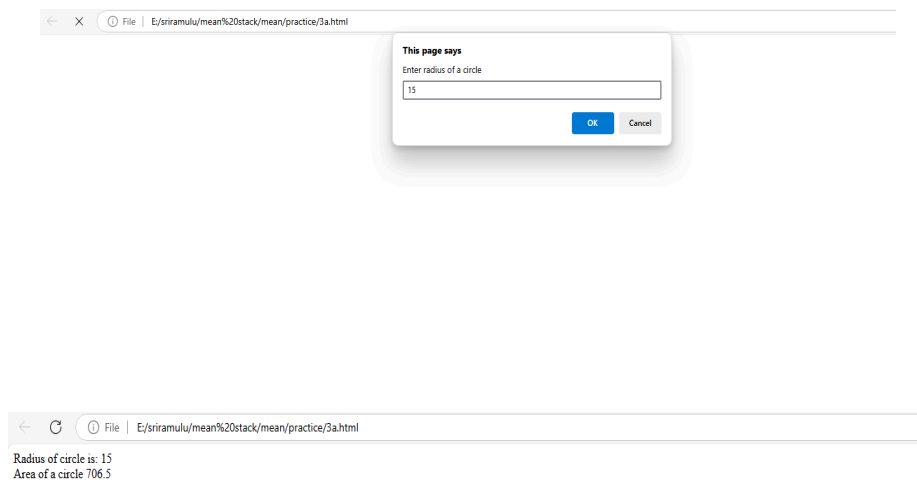 File | E:/sriramulu/mean%20stack/mean/practice/3a.html
This page says
Enter radius of a circle
15
OK Cancel
File | E:/sriramulu/mean%20stack/mean/practice/3a.html
Radius of circle is: 15
Area of a circle 706.5